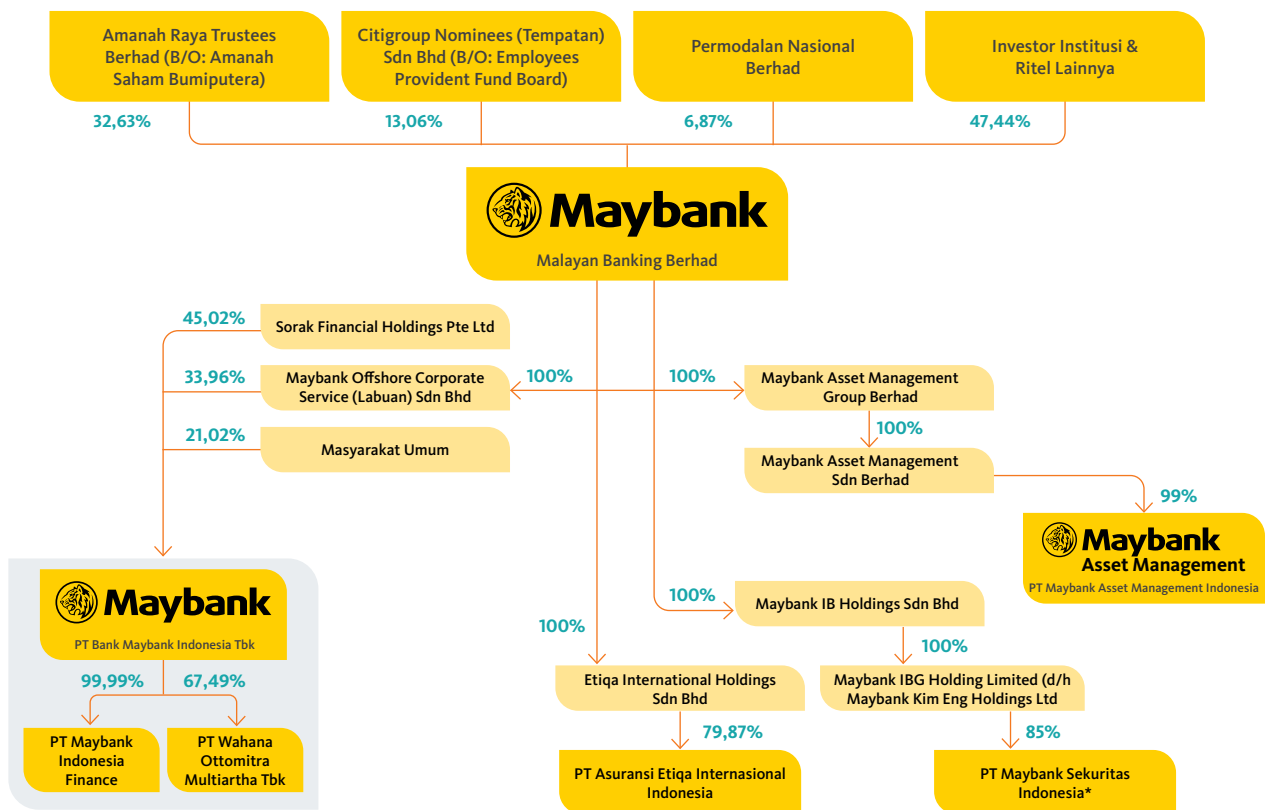 Amanah Raya Trustees
Berhad (B/O: Amanah
Saham Bumiputera)
Citigroup Nominees (Tempatan)
Sdn Bhd (B/O: Employees
Provident Fund Board)
Permodalan Nasional
Berhad
Investor Institusi &
Ritel Lainnya
32,63%
13,06%
6,87%
47,44%
Maybank
Malayan Banking Berhad
45,02%
Sorak Financial Holdings Pte Ltd
33,96%
Maybank Offshore Corporate
Service (Labuan) Sdn Bhd
100%
100%
Maybank Asset Management
Group Berhad
21,02%
Masyarakat Umum
100%
Maybank Asset Management
Sdn Berhad
99%
Maybank
Asset Management
PT Maybank Asset Management Indonesia
Maybank
PT Bank Maybank Indonesia Tbk
99,99%
67,49%
PT Maybank
Indonesia
Finance
PT Wahana
Ottomitra
Multiartha Tbk
100%
Maybank IB Holdings Sdn Bhd
100%
100%
Etiqa International Holdings
Sdn Bhd
Maybank IBG Holding Limited (d/h
Maybank Kim Eng Holdings Ltd
79,87%
85%
PT Asuransi Etiqa Internasional
Indonesia
PT Maybank Sekuritas
Indonesia*